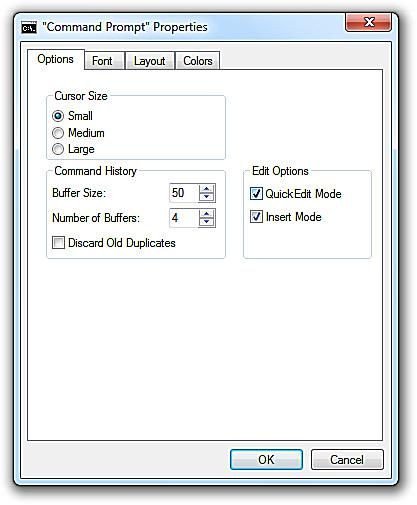 C:\.
"Command Prompt" Properties
Options Font Layout Colors
Cursor Size
Small
Medium
Large
Command History
Buffer Size: 50
Number of Buffers: 4
Discard Old Duplicates
Edit Options
QuickEdit Mode
Insert Mode
OK Cancel